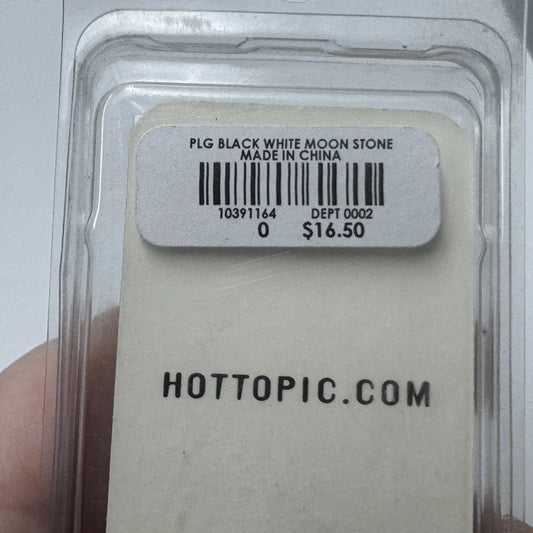 PLG BLACK WHITE MOON STONE
MADE IN CHINA
10391164 DEPT 0002
0 $16.50
HOTTOPIC.COM